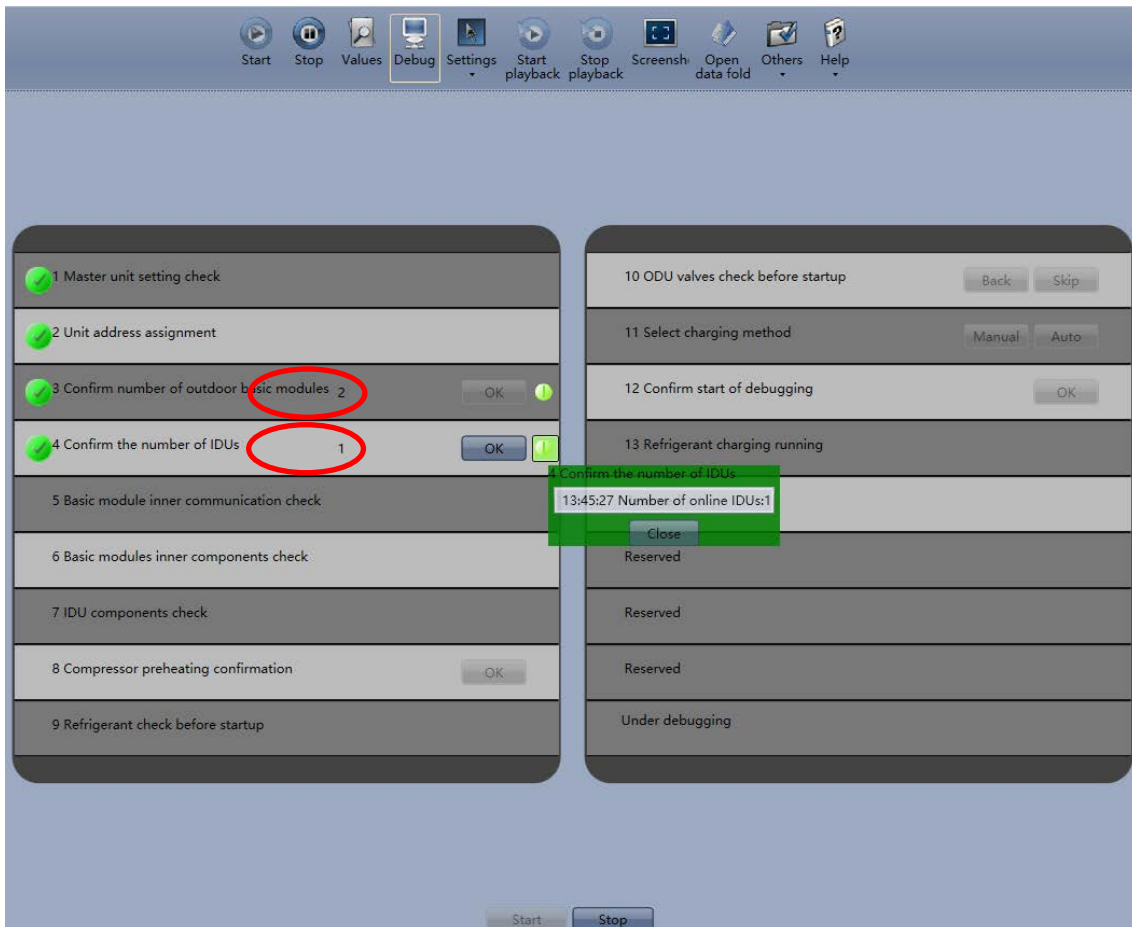 Start
Stop
Values
Debug
Settings
Start playback
Stop playback
Screensh
Open data fold
Others
Help
1 Master unit setting check
2 Unit address assignment
3 Confirm number of outdoor basic modules 2 OK
4 Confirm the number of IDUs 1 OK
5 Basic module inner communication check
6 Basic modules inner components check
7 IDU components check
8 Compressor preheating confirmation OK
9 Refrigerant check before startup
10 ODU valves check before startup Back Skip
11 Select charging method Manual Auto
12 Confirm start of debugging OK
13 Refrigerant charging running
4 Confirm the number of IDUs
13:45:27 Number of online IDUs:1
Close
Reserved
Reserved
Reserved
Under debugging
Start Stop